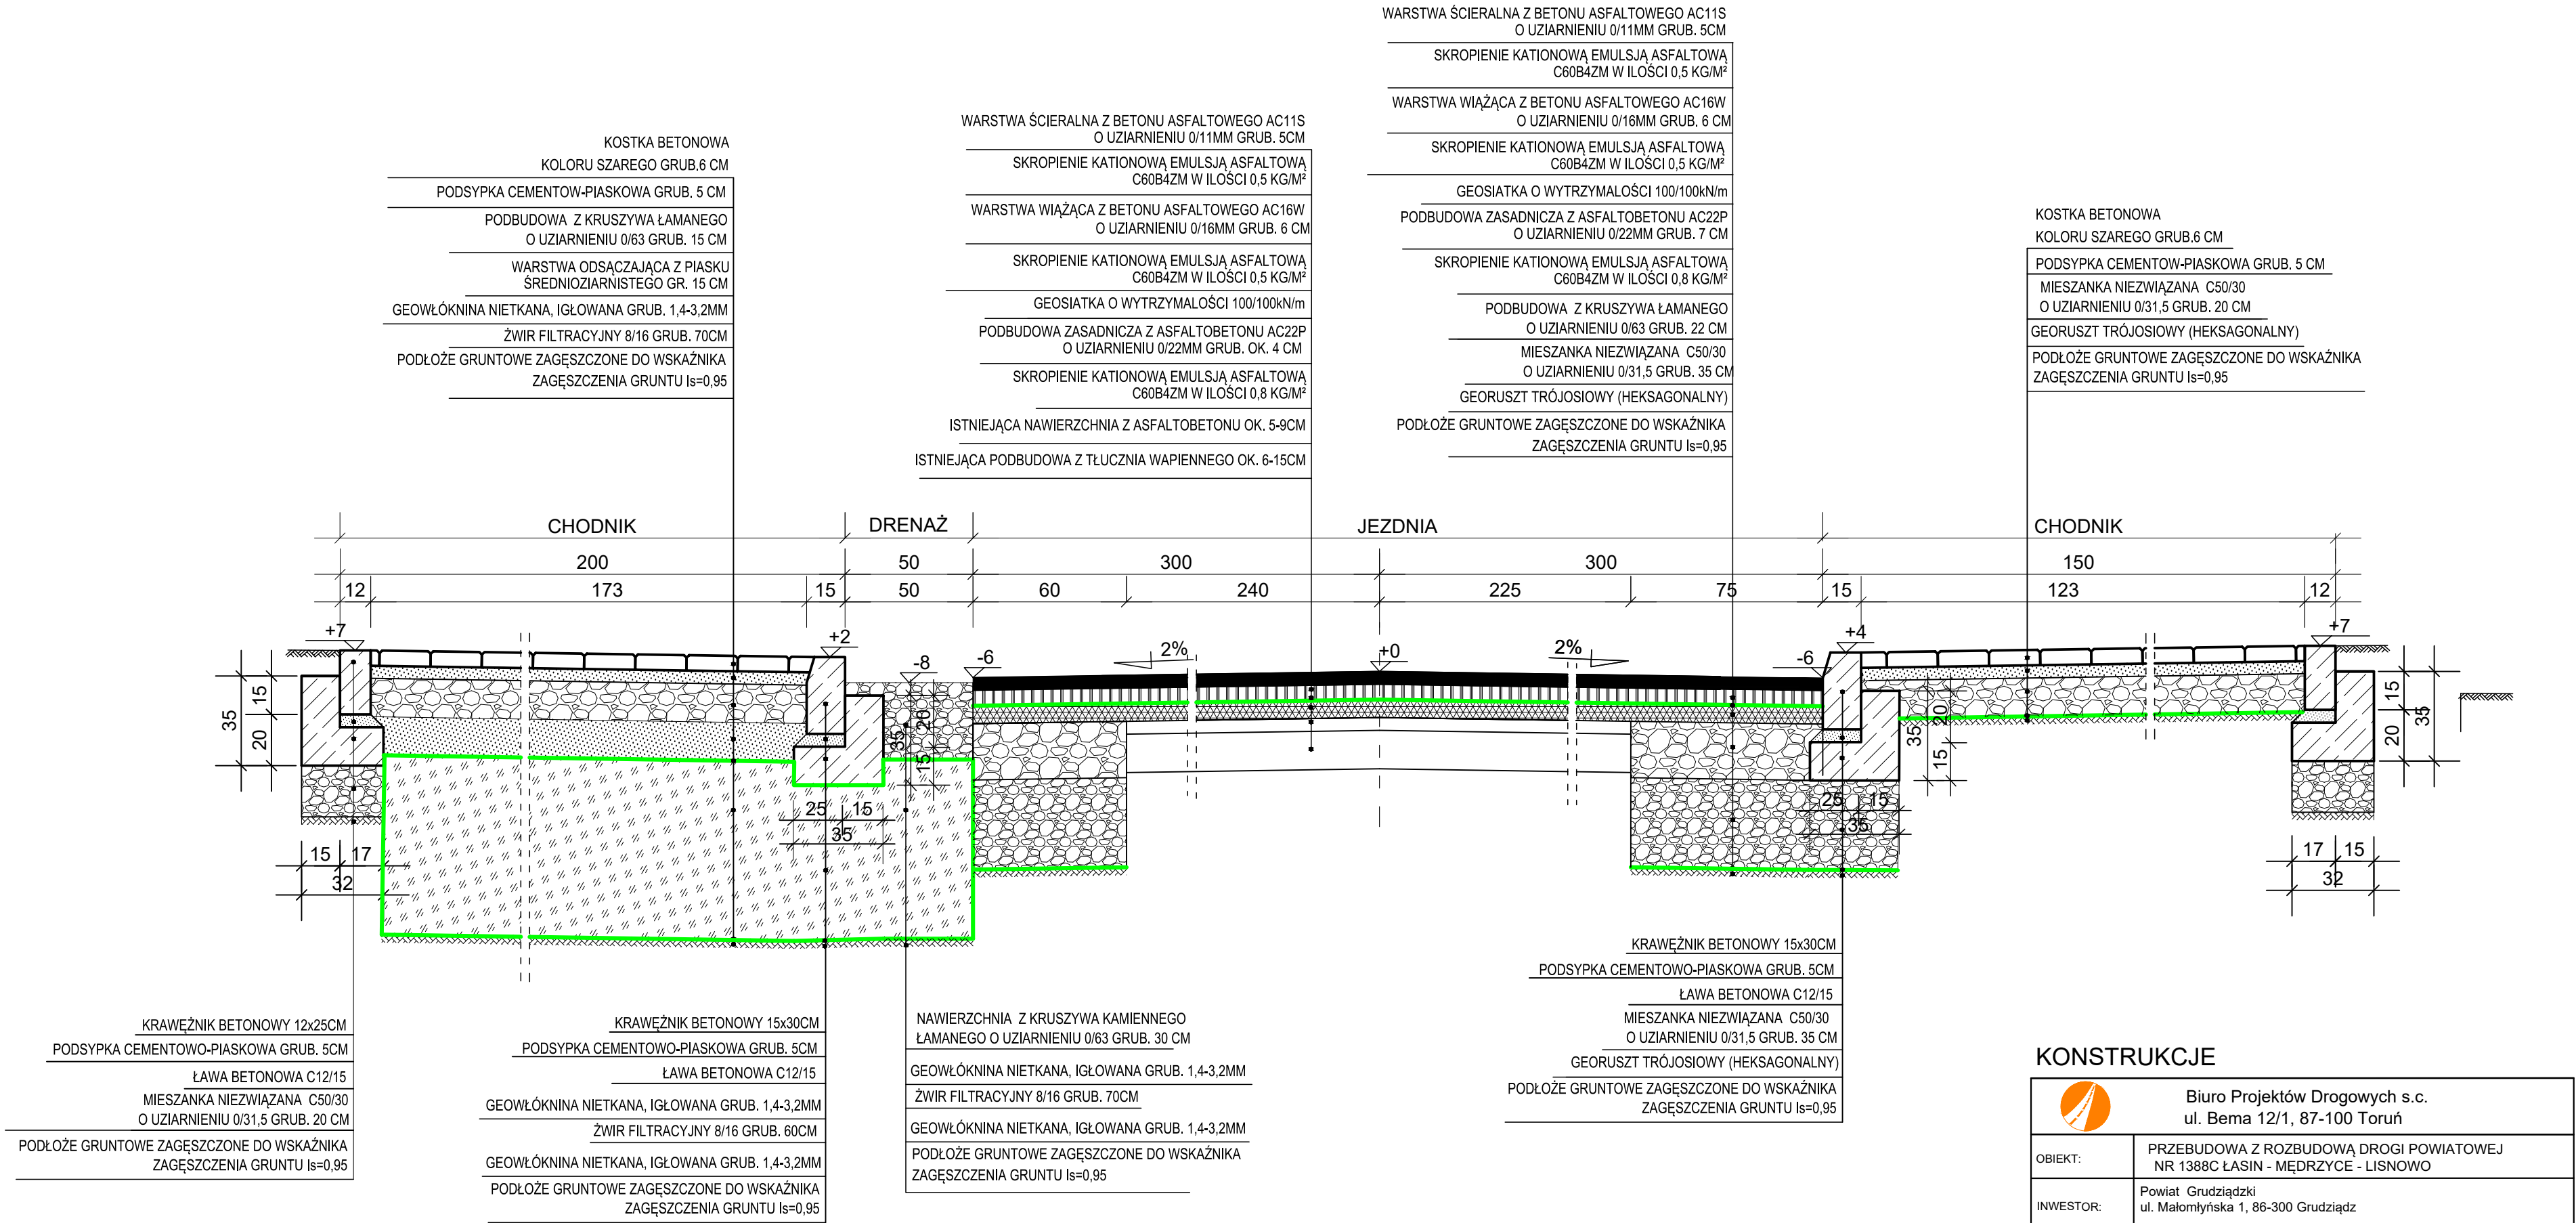 WARSTWA ŚCIERALNA Z BETONU ASFALTOWEGO AC11S
O UZIARNIENIU 0/11MM GRUB. 5CM
SKROPIENIE KATIONOWĄ EMULSJĄ ASFALTOWĄ
C60B4ZM W ILOŚCI 0,5 KG/M²
WARSTWA WIĄŻĄCA Z BETONU ASFALTOWEGO AC16W
O UZIARNIENIU 0/16MM GRUB. 6 CM
SKROPIENIE KATIONOWĄ EMULSJĄ ASFALTOWĄ
C60B4ZM W ILOŚCI 0,5 KG/M²
GEOSIATKA O WYTRZYMALOŚCI 100/100kN/m
PODBUDOWA ZASADNICZA Z ASFALTOBETONU AC22P
O UZIARNIENIU 0/22MM GRUB. 7 CM
SKROPIENIE KATIONOWĄ EMULSJĄ ASFALTOWĄ
C60B4ZM W ILOŚCI 0,8 KG/M²
PODBUDOWA Z KRUSZYWA ŁAMANEGO
O UZIARNIENIU 0/63 GRUB. 22 CM
MIESZANKA NIEZWIĄZANA C50/30
O UZIARNIENIU 0/31,5 GRUB. 35 CM
GEORUSZT TRÓJOSIOWY (HEKSAGONALNY)
PODŁOŻE GRUNTOWE ZAGĘSZCZONE DO WSKAŹNIKA
ZAGĘSZCZENIA GRUNTU Is=0,95
WARSTWA ŚCIERALNA Z BETONU ASFALTOWEGO AC11S
O UZIARNIENIU 0/11MM GRUB. 5CM
SKROPIENIE KATIONOWĄ EMULSJĄ ASFALTOWĄ
C60B4ZM W ILOŚCI 0,5 KG/M²
WARSTWA WIĄŻĄCA Z BETONU ASFALTOWEGO AC16W
O UZIARNIENIU 0/16MM GRUB. 6 CM
SKROPIENIE KATIONOWĄ EMULSJĄ ASFALTOWĄ
C60B4ZM W ILOŚCI 0,5 KG/M²
GEOSIATKA O WYTRZYMALOŚCI 100/100kN/m
PODBUDOWA ZASADNICZA Z ASFALTOBETONU AC22P
O UZIARNIENIU 0/22MM GRUB. OK. 4 CM
SKROPIENIE KATIONOWĄ EMULSJĄ ASFALTOWĄ
C60B4ZM W ILOŚCI 0,8 KG/M²
ISTNIEJĄCA NAWIERZCHNIA Z ASFALTOBETONU OK. 5-9CM
ISTNIEJĄCA PODBUDOWA Z TŁUCZNIA WAPIENNEGO OK. 6-15CM
KOSTKA BETONOWA
KOLORU SZAREGO GRUB.6 CM
PODSYPKA CEMENTOW-PIASKOWA GRUB. 5 CM
PODBUDOWA Z KRUSZYWA ŁAMANEGO
O UZIARNIENIU 0/63 GRUB. 15 CM
WARSTWA ODSĄCZAJĄCA Z PIASKU
ŚREDNIOZIARNISTEGO GR. 15 CM
GEOWŁÓKNINA NIETKANA, IGŁOWANA GRUB. 1,4-3,2MM
ŻWIR FILTRACYJNY 8/16 GRUB. 70CM
PODŁOŻE GRUNTOWE ZAGĘSZCZONE DO WSKAŹNIKA
ZAGĘSZCZENIA GRUNTU Is=0,95
KOSTKA BETONOWA
KOLORU SZAREGO GRUB.6 CM
PODSYPKA CEMENTOW-PIASKOWA GRUB. 5 CM
MIESZANKA NIEZWIĄZANA C50/30
O UZIARNIENIU 0/31,5 GRUB. 20 CM
GEORUSZT TRÓJOSIOWY (HEKSAGONALNY)
PODŁOŻE GRUNTOWE ZAGĘSZCZONE DO WSKAŹNIKA
ZAGĘSZCZENIA GRUNTU Is=0,95
CHODNIK DRENAŻ JEZDNIA CHODNIK
200 50 300 300 150
12 173 15 50 60 240 225 75 15 123 12
+7 +2 -8 -6 2% +0 2% -6 +4 +7
35 15 20
35 20 15
35 20 15
15 20 35
25 15
35
25 15
35
15 17
32
17 15
32
KRAWĘŻNIK BETONOWY 12x25CM
PODSYPKA CEMENTOWO-PIASKOWA GRUB. 5CM
ŁAWA BETONOWA C12/15
MIESZANKA NIEZWIĄZANA C50/30
O UZIARNIENIU 0/31,5 GRUB. 20 CM
PODŁOŻE GRUNTOWE ZAGĘSZCZONE DO WSKAŹNIKA
ZAGĘSZCZENIA GRUNTU Is=0,95
KRAWĘŻNIK BETONOWY 15x30CM
PODSYPKA CEMENTOWO-PIASKOWA GRUB. 5CM
ŁAWA BETONOWA C12/15
GEOWŁÓKNINA NIETKANA, IGŁOWANA GRUB. 1,4-3,2MM
ŻWIR FILTRACYJNY 8/16 GRUB. 60CM
GEOWŁÓKNINA NIETKANA, IGŁOWANA GRUB. 1,4-3,2MM
PODŁOŻE GRUNTOWE ZAGĘSZCZONE DO WSKAŹNIKA
ZAGĘSZCZENIA GRUNTU Is=0,95
NAWIERZCHNIA Z KRUSZYWA KAMIENNEGO
ŁAMANEGO O UZIARNIENIU 0/63 GRUB. 30 CM
GEOWŁÓKNINA NIETKANA, IGŁOWANA GRUB. 1,4-3,2MM
ŻWIR FILTRACYJNY 8/16 GRUB. 70CM
GEOWŁÓKNINA NIETKANA, IGŁOWANA GRUB. 1,4-3,2MM
PODŁOŻE GRUNTOWE ZAGĘSZCZONE DO WSKAŹNIKA
ZAGĘSZCZENIA GRUNTU Is=0,95
KRAWĘŻNIK BETONOWY 15x30CM
PODSYPKA CEMENTOWO-PIASKOWA GRUB. 5CM
ŁAWA BETONOWA C12/15
MIESZANKA NIEZWIĄZANA C50/30
O UZIARNIENIU 0/31,5 GRUB. 35 CM
GEORUSZT TRÓJOSIOWY (HEKSAGONALNY)
PODŁOŻE GRUNTOWE ZAGĘSZCZONE DO WSKAŹNIKA
ZAGĘSZCZENIA GRUNTU Is=0,95
KONSTRUKCJE
Biuro Projektów Drogowych s.c.
ul. Bema 12/1, 87-100 Toruń
OBIEKT:
PRZEBUDOWA Z ROZBUDOWĄ DROGI POWIATOWEJ
NR 1388C ŁASIN - MĘDRZYCE - LISNOWO
INWESTOR:
Powiat Grudziądzki
ul. Małomłyńska 1, 86-300 Grudziądz